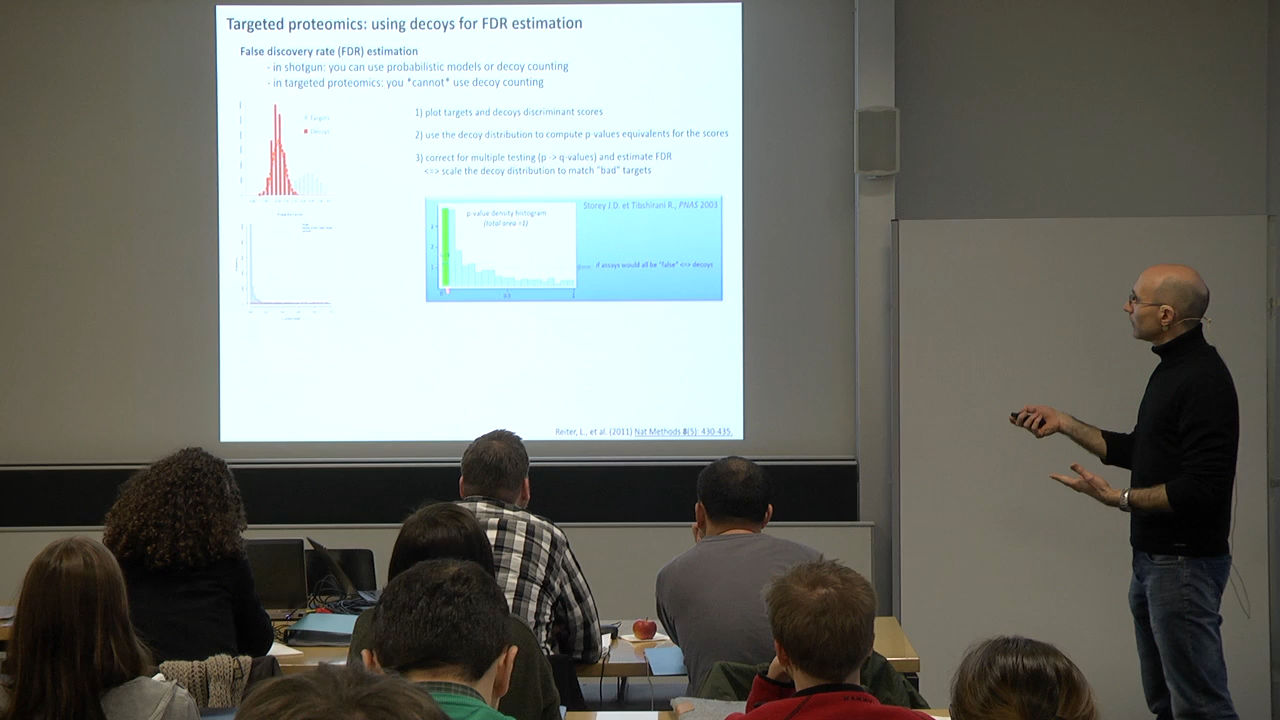 Targeted proteomics: using decoys for FDR estimation
False discovery rate (FDR) estimation
- in shotgun: you can use probabilistic models or decoy counting
- in targeted proteomics: you *cannot* use decoy counting
Targets
Decoys
1) plot targets and decoys discriminant scores
2) use the decoy distribution to compute p-values equivalents for the scores
3) correct for multiple testing (p -> q-values) and estimate FDR
<=> scale the decoy distribution to match "bad" targets
Storey J.D. et Tibshirani R., PNAS 2003
p-value density histogram
(total area =1)
if assays would all be "false" <=> decoys
Reiter, L., et al. (2011) Nat Methods 8(5): 430-435.